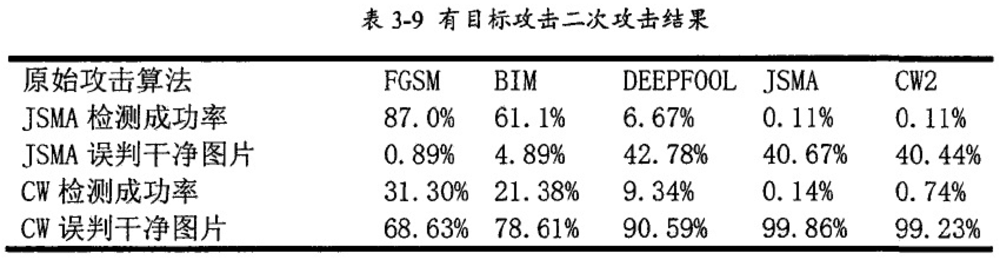 表 3-9 有目标攻击二次攻击结果
原始攻击算法 FGSM BIM DEEPFOOL JSMA CW2
JSMA 检测成功率 87.0% 61.1% 6.67% 0.11% 0.11%
JSMA 误判干净图片 0.89% 4.89% 42.78% 40.67% 40.44%
CW 检测成功率 31.30% 21.38% 9.34% 0.14% 0.74%
CW 误判干净图片 68.63% 78.61% 90.59% 99.86% 99.23%